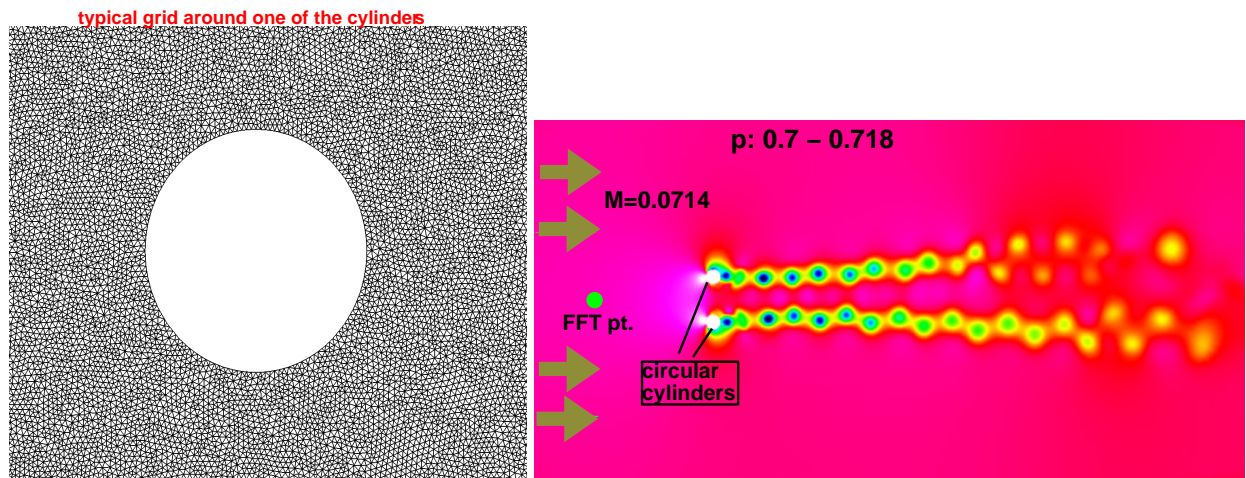 typical grid around one of the cylinders
p: 0.7 – 0.718
M=0.0714
FFT pt.
circular
cylinders